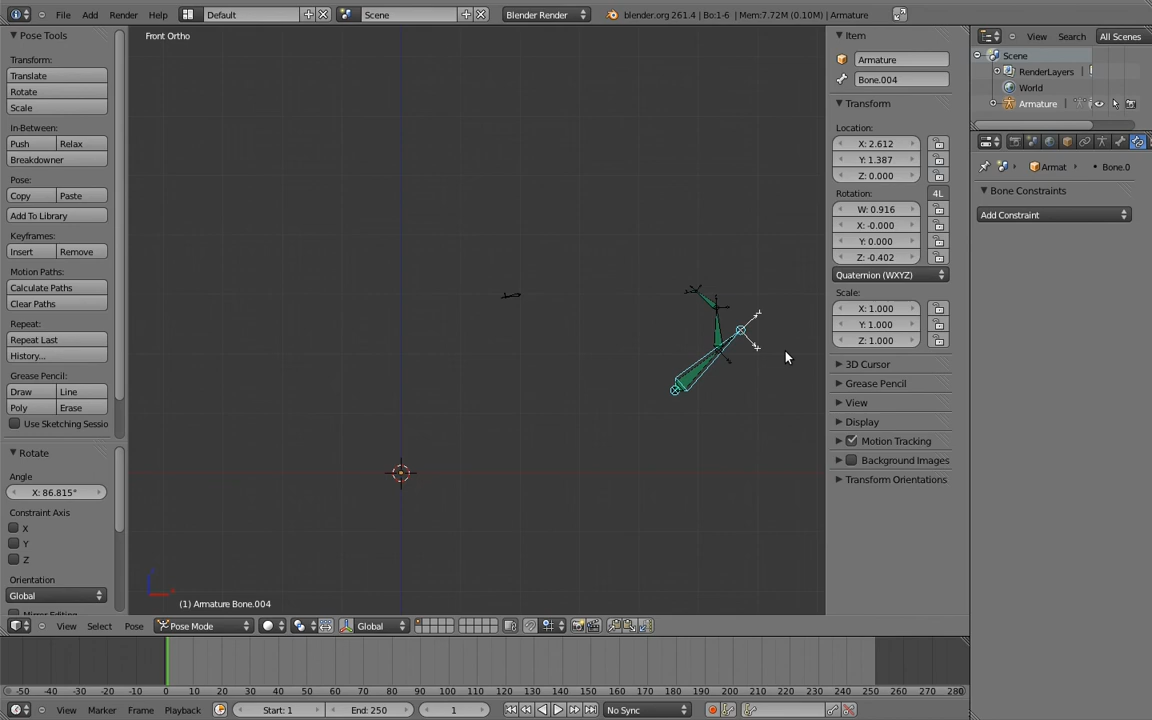 File Add Render Help Default Scene Blender Render blender.org 261.4 | Bo:1-6 | Mem:7.72M (0.10M) | Armature View Search All Scenes
Pose Tools
Transform:
Translate
Rotate
Scale
In-Between:
Push Relax
Breakdowner
Pose:
Copy Paste
Add To Library
Keyframes:
Insert Remove
Motion Paths:
Calculate Paths
Clear Paths
Repeat:
Repeat Last
History...
Grease Pencil:
Draw Line
Poly Erase
Use Sketching Sessio
Rotate
Angle
X: 86.815°
Constraint Axis
X
Y
Z
Orientation
Global
Front Ortho
(1) Armature Bone.004
Item
Armature
Bone.004
Transform
Location:
X: 2.612
Y: 1.387
Z: 0.000
Rotation:
4L
W: 0.916
X: -0.000
Y: 0.000
Z: -0.402
Quaternion (WXYZ)
Scale:
X: 1.000
Y: 1.000
Z: 1.000
3D Cursor
Grease Pencil
View
Display
Motion Tracking
Background Images
Transform Orientations
Scene
RenderLayers
World
Armature
Armat Bone.0
Bone Constraints
Add Constraint
View Select Pose Pose Mode Global
-50 -40 -30 -20 -10 0 10 20 30 40 50 60 70 80 90 100 110 120 130 140 150 160 170 180 190 200 210 220 230 240 250 260 270 280
View Marker Frame Playback Start: 1 End: 250 1 No Sync